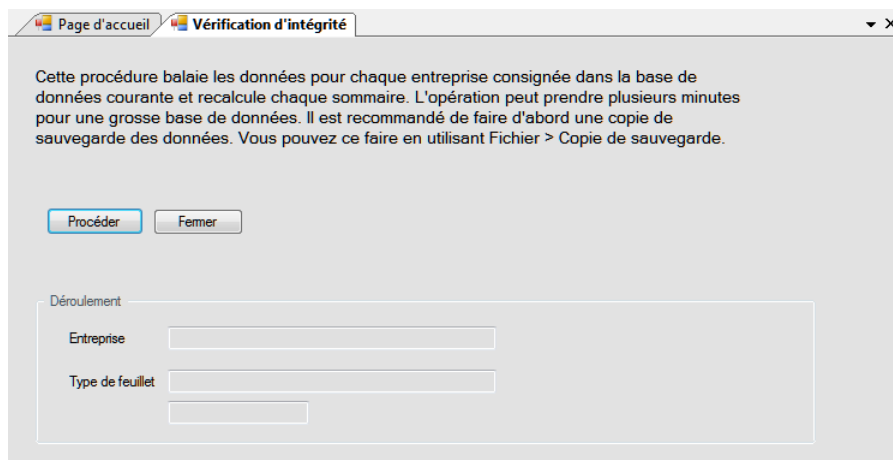 Page d'accueil
Vérification d'intégrité
Cette procédure balaie les données pour chaque entreprise consignée dans la base de
données courante et recalcule chaque sommaire. L'opération peut prendre plusieurs minutes
pour une grosse base de données. Il est recommandé de faire d'abord une copie de
sauvegarde des données. Vous pouvez ce faire en utilisant Fichier > Copie de sauvegarde.
Procéder
Fermer
Déroulement
Entreprise
Type de feuillet